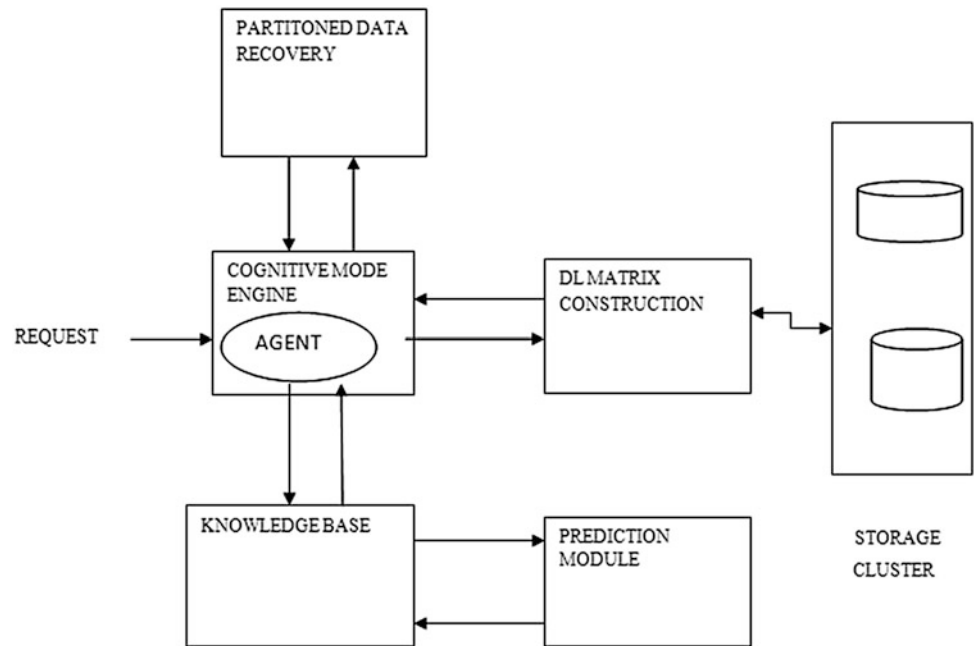 PARTITONED DATA
RECOVERY
COGNITIVE MODE
ENGINE
AGENT
REQUEST
DL MATRIX
CONSTRUCTION
KNOWLEDGE BASE
PREDICTION
MODULE
STORAGE
CLUSTER